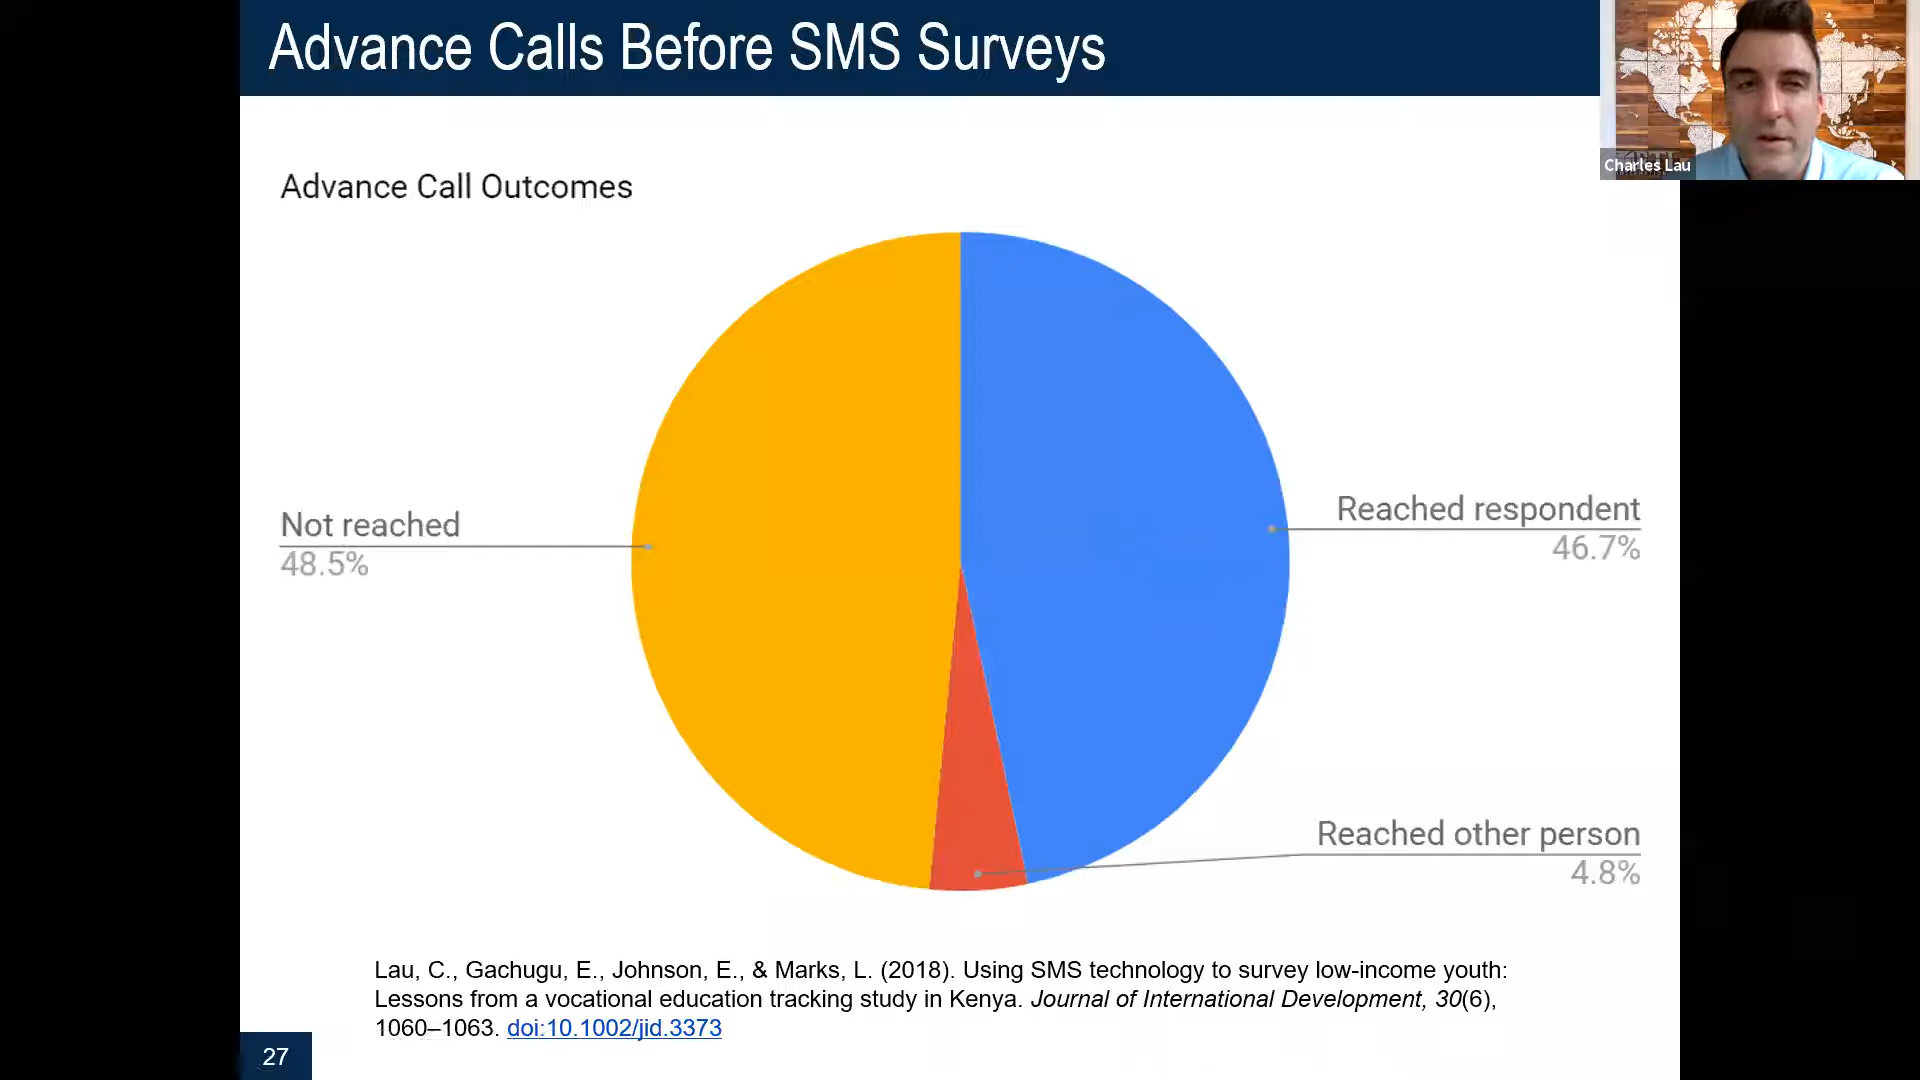 Advance Calls Before SMS Surveys
Charles Lau
Advance Call Outcomes
Not reached
48.5%
Reached respondent
46.7%
Reached other person
4.8%
Lau, C., Gachugu, E., Johnson, E., & Marks, L. (2018). Using SMS technology to survey low-income youth:
Lessons from a vocational education tracking study in Kenya. Journal of International Development, 30(6),
1060–1063. doi:10.1002/jid.3373
27